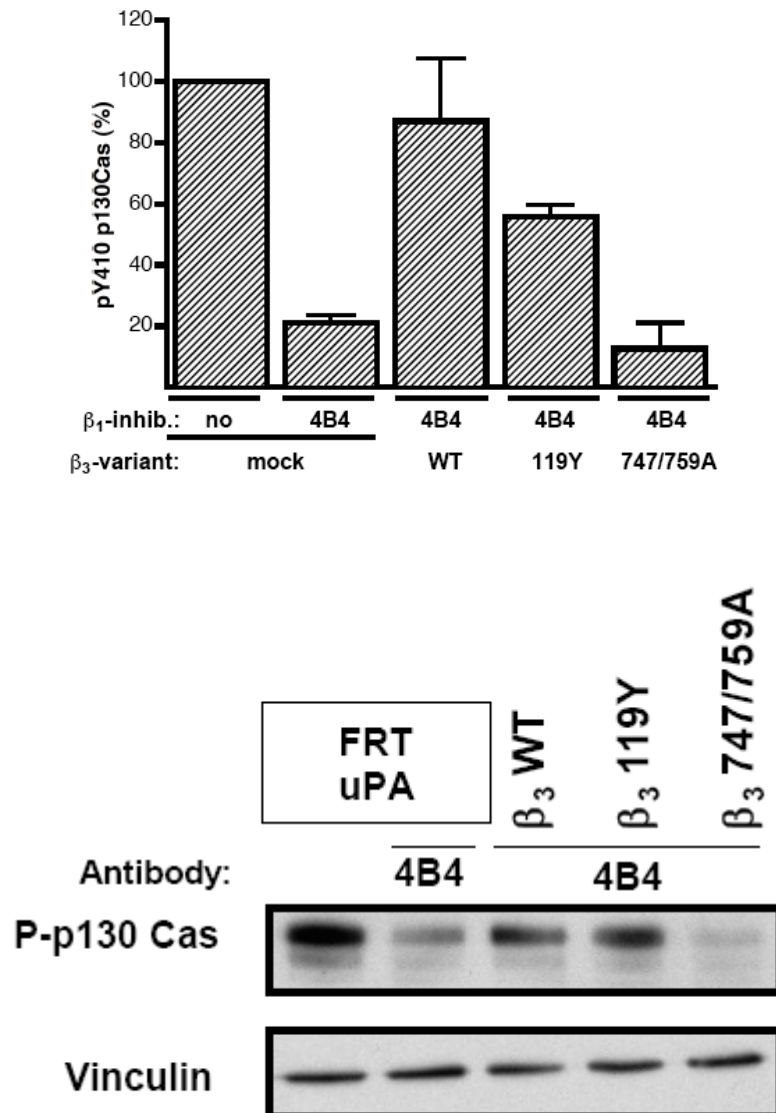 120
100
80
60
40
20
pY410 p130Cas (%)
β1-inhib.: no 4B4 4B4 4B4 4B4
β3-variant: mock WT 119Y 747/759A
FRT
uPA
β3 WT
β3 119Y
β3 747/759A
Antibody: 4B4 4B4
P-p130 Cas
Vinculin